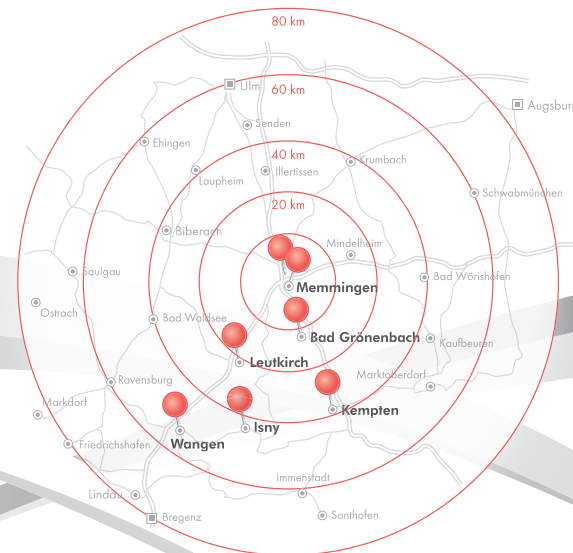 80 km
Ulm
60 km
Augsburg
Senden
Ehingen
40 km
Krumbach
Illertissen
Laupheim
Schwabmünchen
20 km
Biberach
Mindelheim
Saulgau
Bad Wörishofen
Memmingen
Ostrach
Bad Waldsee
Bad Grönenbach
Kaufbeuren
Leutkirch
Marktoberdorf
Ravensburg
Markdorf
Kempten
Isny
Wangen
Friedrichshafen
Immenstadt
Lindau
Bregenz
Sonthofen